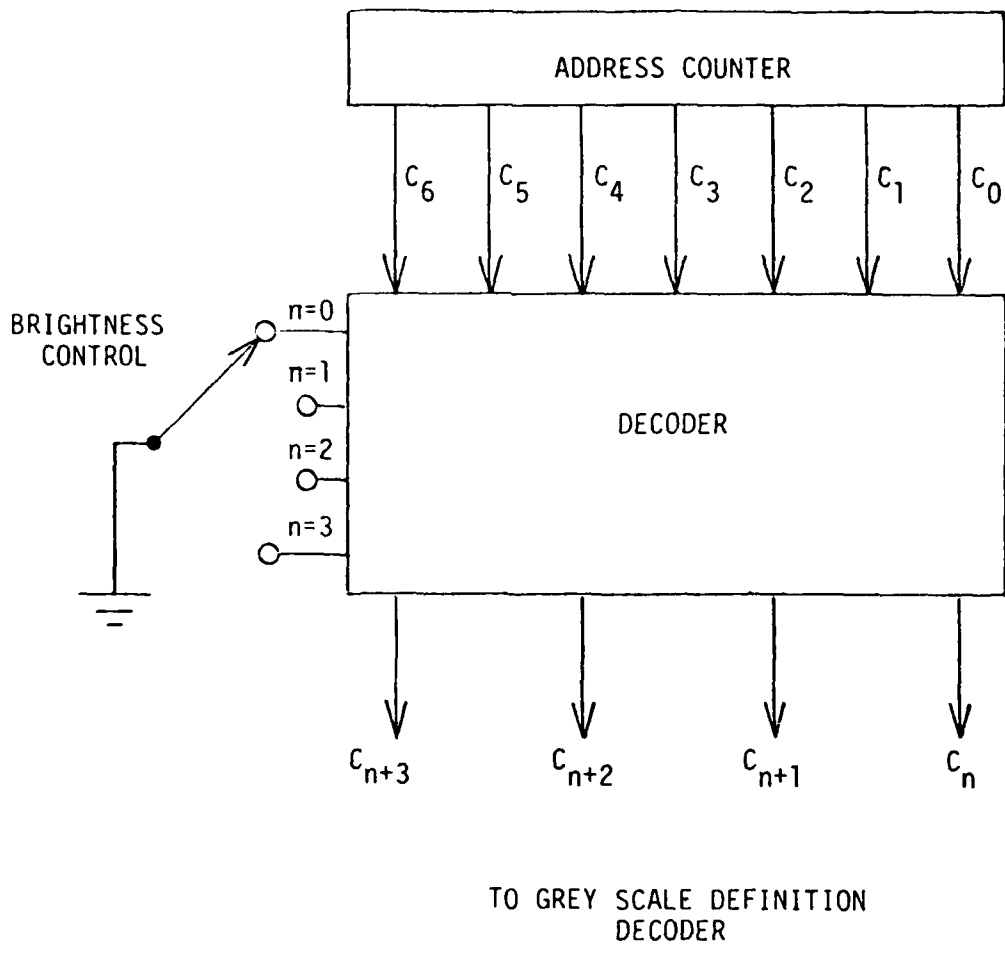 ADDRESS COUNTER
C6 C5 C4 C3 C2 C1 C0
n=0
BRIGHTNESS
CONTROL
n=1
DECODER
n=2
n=3
Cn+3 Cn+2 Cn+1 Cn
TO GREY SCALE DEFINITION
DECODER